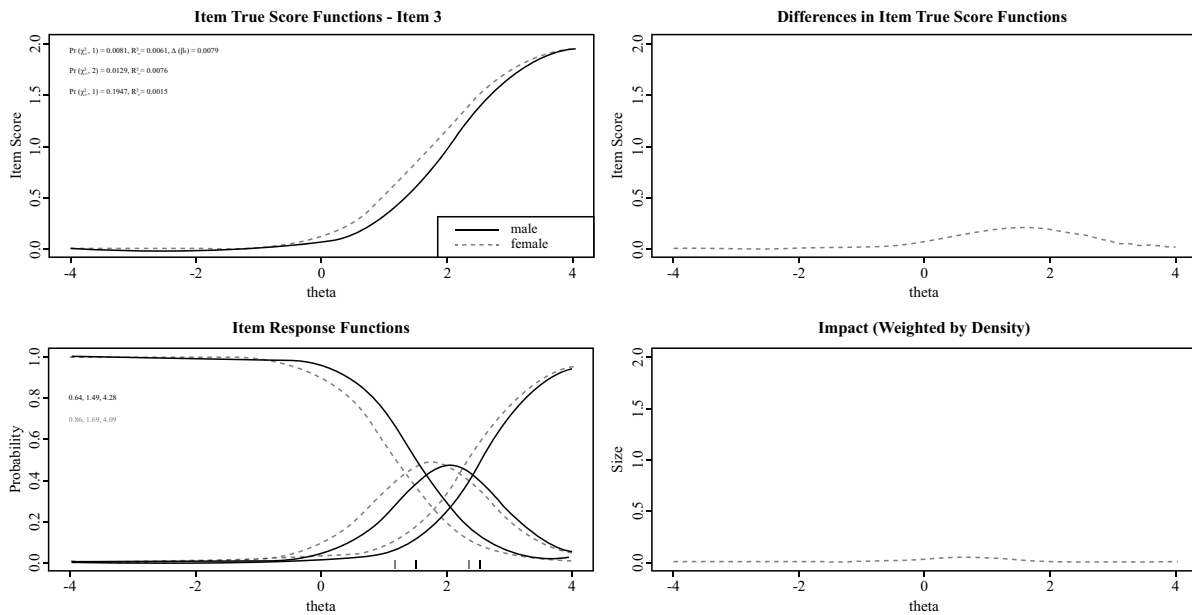 Item True Score Functions - Item 3
2.0
1.5
1.0
0.5
0.0
Item Score
Pr (χ², 1) = 0.0081, R² = 0.0061, Δ (β₁) = 0.0079
Pr (χ², 2) = 0.0129, R² = 0.0076
Pr (χ², 1) = 0.1947, R² = 0.0015
male
female
-4
-2
0
2
4
theta
Differences in Item True Score Functions
2.0
1.5
1.0
0.5
0.0
Item Score
-4
-2
0
2
4
theta
Item Response Functions
1.0
0.8
0.6
0.4
0.2
0.0
Probability
0.64, 1.49, 4.28
0.86, 1.69, 4.09
-4
-2
0
2
4
theta
Impact (Weighted by Density)
2.0
1.5
1.0
0.5
0.0
Size
-4
-2
0
2
4
theta